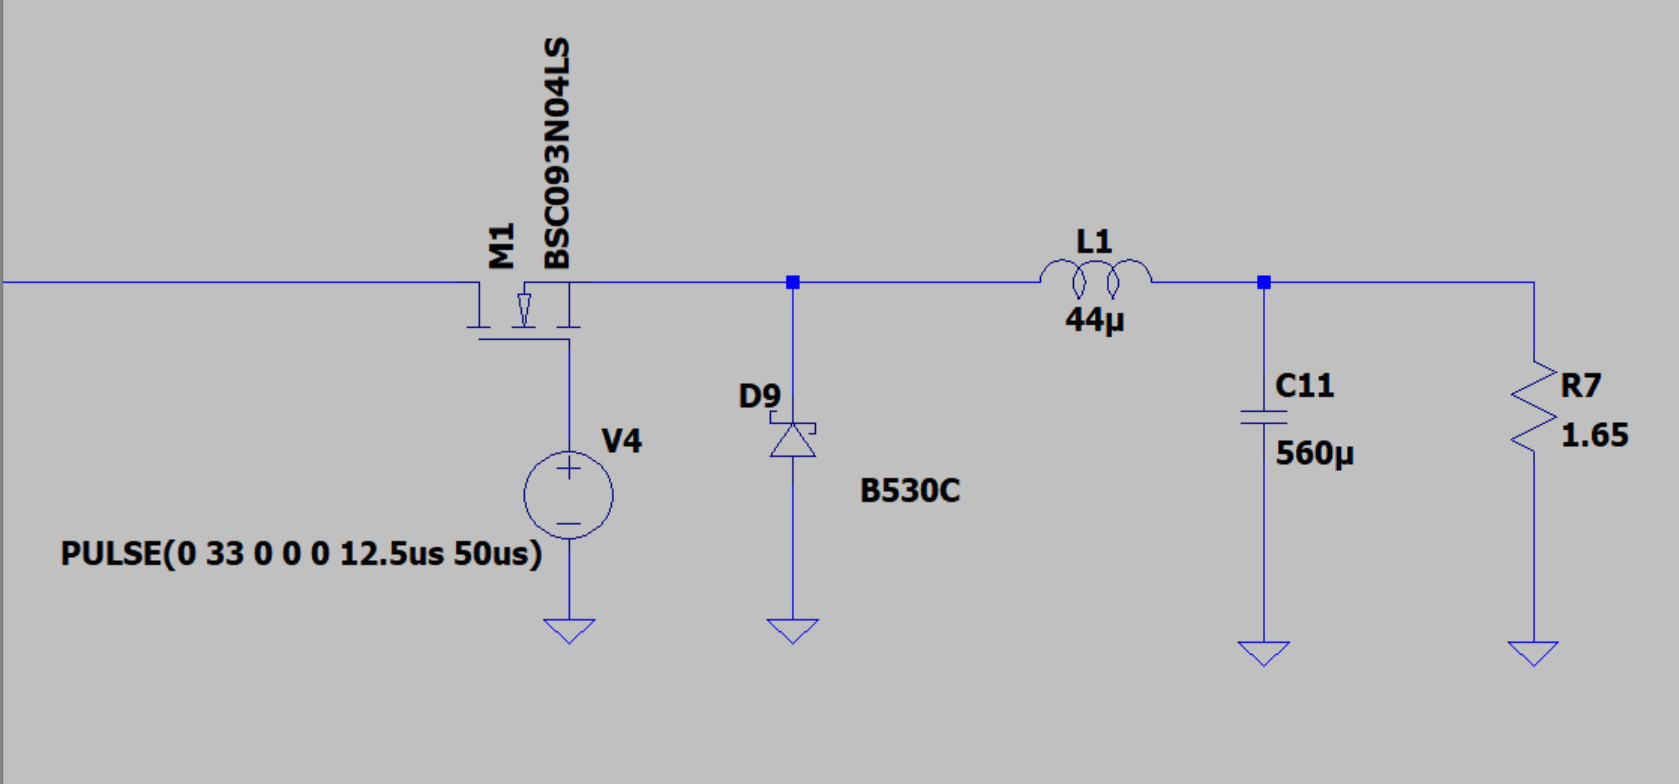 M1
BSC093N04LS
L1
44µ
D9
B530C
C11
560µ
R7
1.65
V4
PULSE(0 33 0 0 0 12.5us 50us)